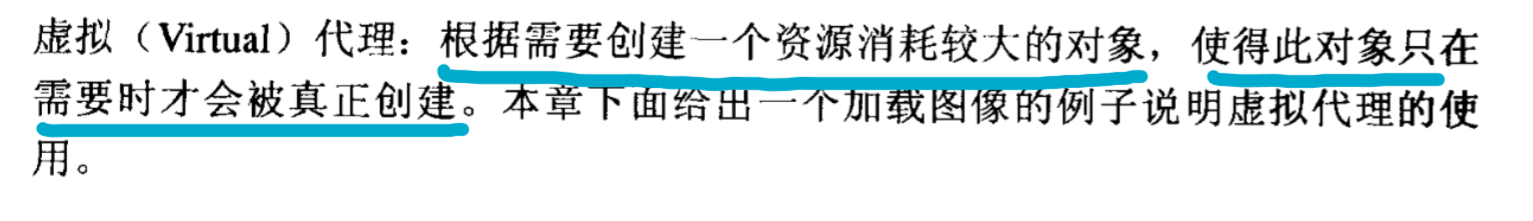 虚拟（Virtual）代理：根据需要创建一个资源消耗较大的对象，使得此对象只在
需要时才会被真正创建。本章下面给出一个加载图像的例子说明虚拟代理的使
用。